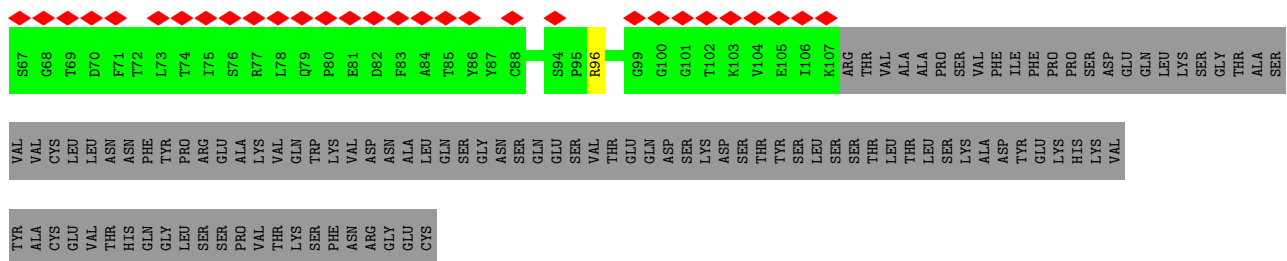 S67 G68 T69 D70 F71 T72 L73 T74 I75 S76 R77 L78 Q79 P80 E81 D82 F83 A84 T85 Y86 Y87 C88 S94 P95 R96 G99 G100 G101 T102 K103 V104 E105 I106 K107 ARG THR VAL ALA ALA PRO SER VAL PHE ILE PHE PRO PRO SER ASP GLU GLN LEU LYS SER GLY THR ALA SER
VAL VAL CYS LEU LEU ASN ASN PHE TYR PRO ARG GLU ALA LYS VAL GLN TRP LYS VAL ASP ASN ALA LEU GLN SER GLY ASN SER GLN GLU SER VAL THR GLU GLN ASP SER LYS ASP SER THR TYR SER LEU SER SER THR LEU THR LEU SER LYS ALA ASP TYR GLU LYS HIS LYS VAL
TYR ALA CYS GLU VAL THR HIS GLN GLY LEU SER SER PRO VAL THR LYS SER PHE ASN ARG GLY GLU CYS